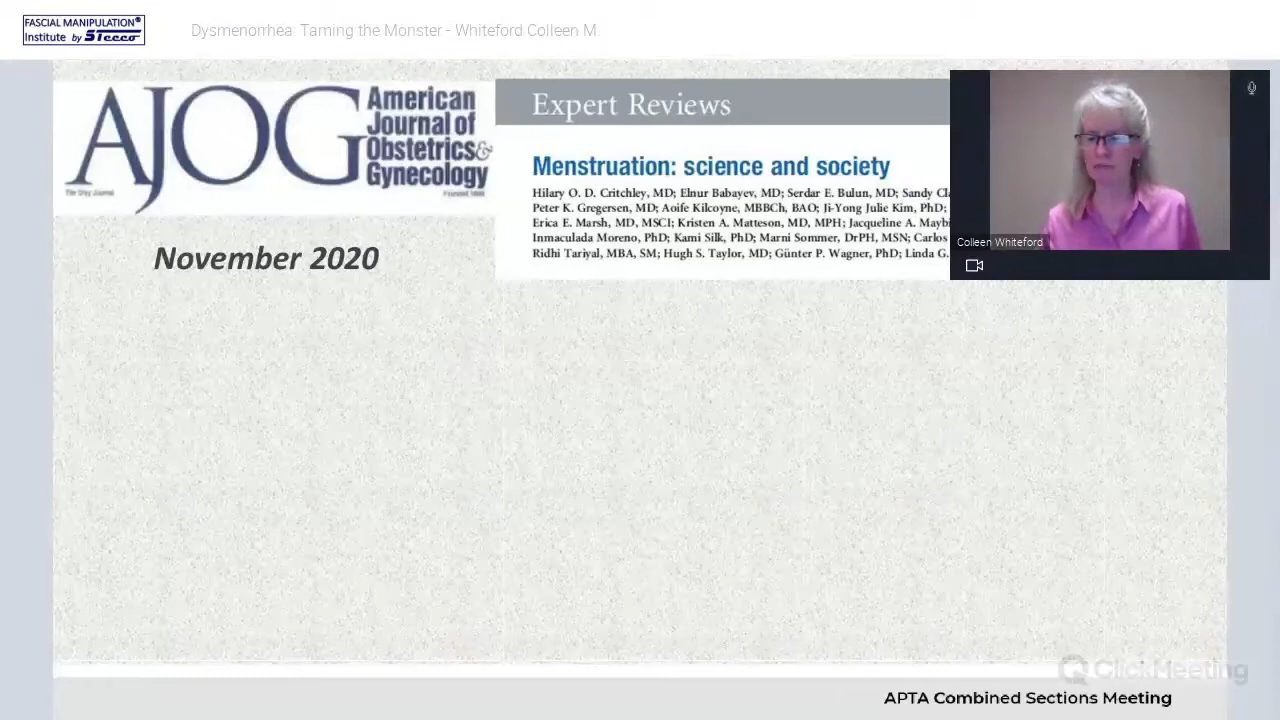 FASCIAL MANIPULATION®
Institute by Stecco
Dysmenorrhea: Taming the Monster - Whiteford Colleen M.
AJOG
American
Journal of
Obstetrics&
Gynecology
Founded 1868
Expert Reviews
Menstruation: science and society
Hilary O. D. Critchley, MD; Elnur Babayev, MD; Serdar E. Bulun, MD; Sandy
Peter K. Gregersen, MD; Aoife Kilcoyne, MBBCh, BAO; Ji-Yong Julie Kim, PhD;
Erica E. Marsh, MD, MSCI; Kristen A. Matteson, MD, MPH; Jacqueline A.
Inmaculada Moreno, PhD; Kami Silk, PhD; Marni Sommer, DrPH, MSN; Carlos
Ridhi Tariyal, MBA, SM; Hugh S. Taylor, MD; Günter P. Wagner, PhD; Linda G.
November 2020
Colleen Whiteford
ClickMeeting
APTA Combined Sections Meeting